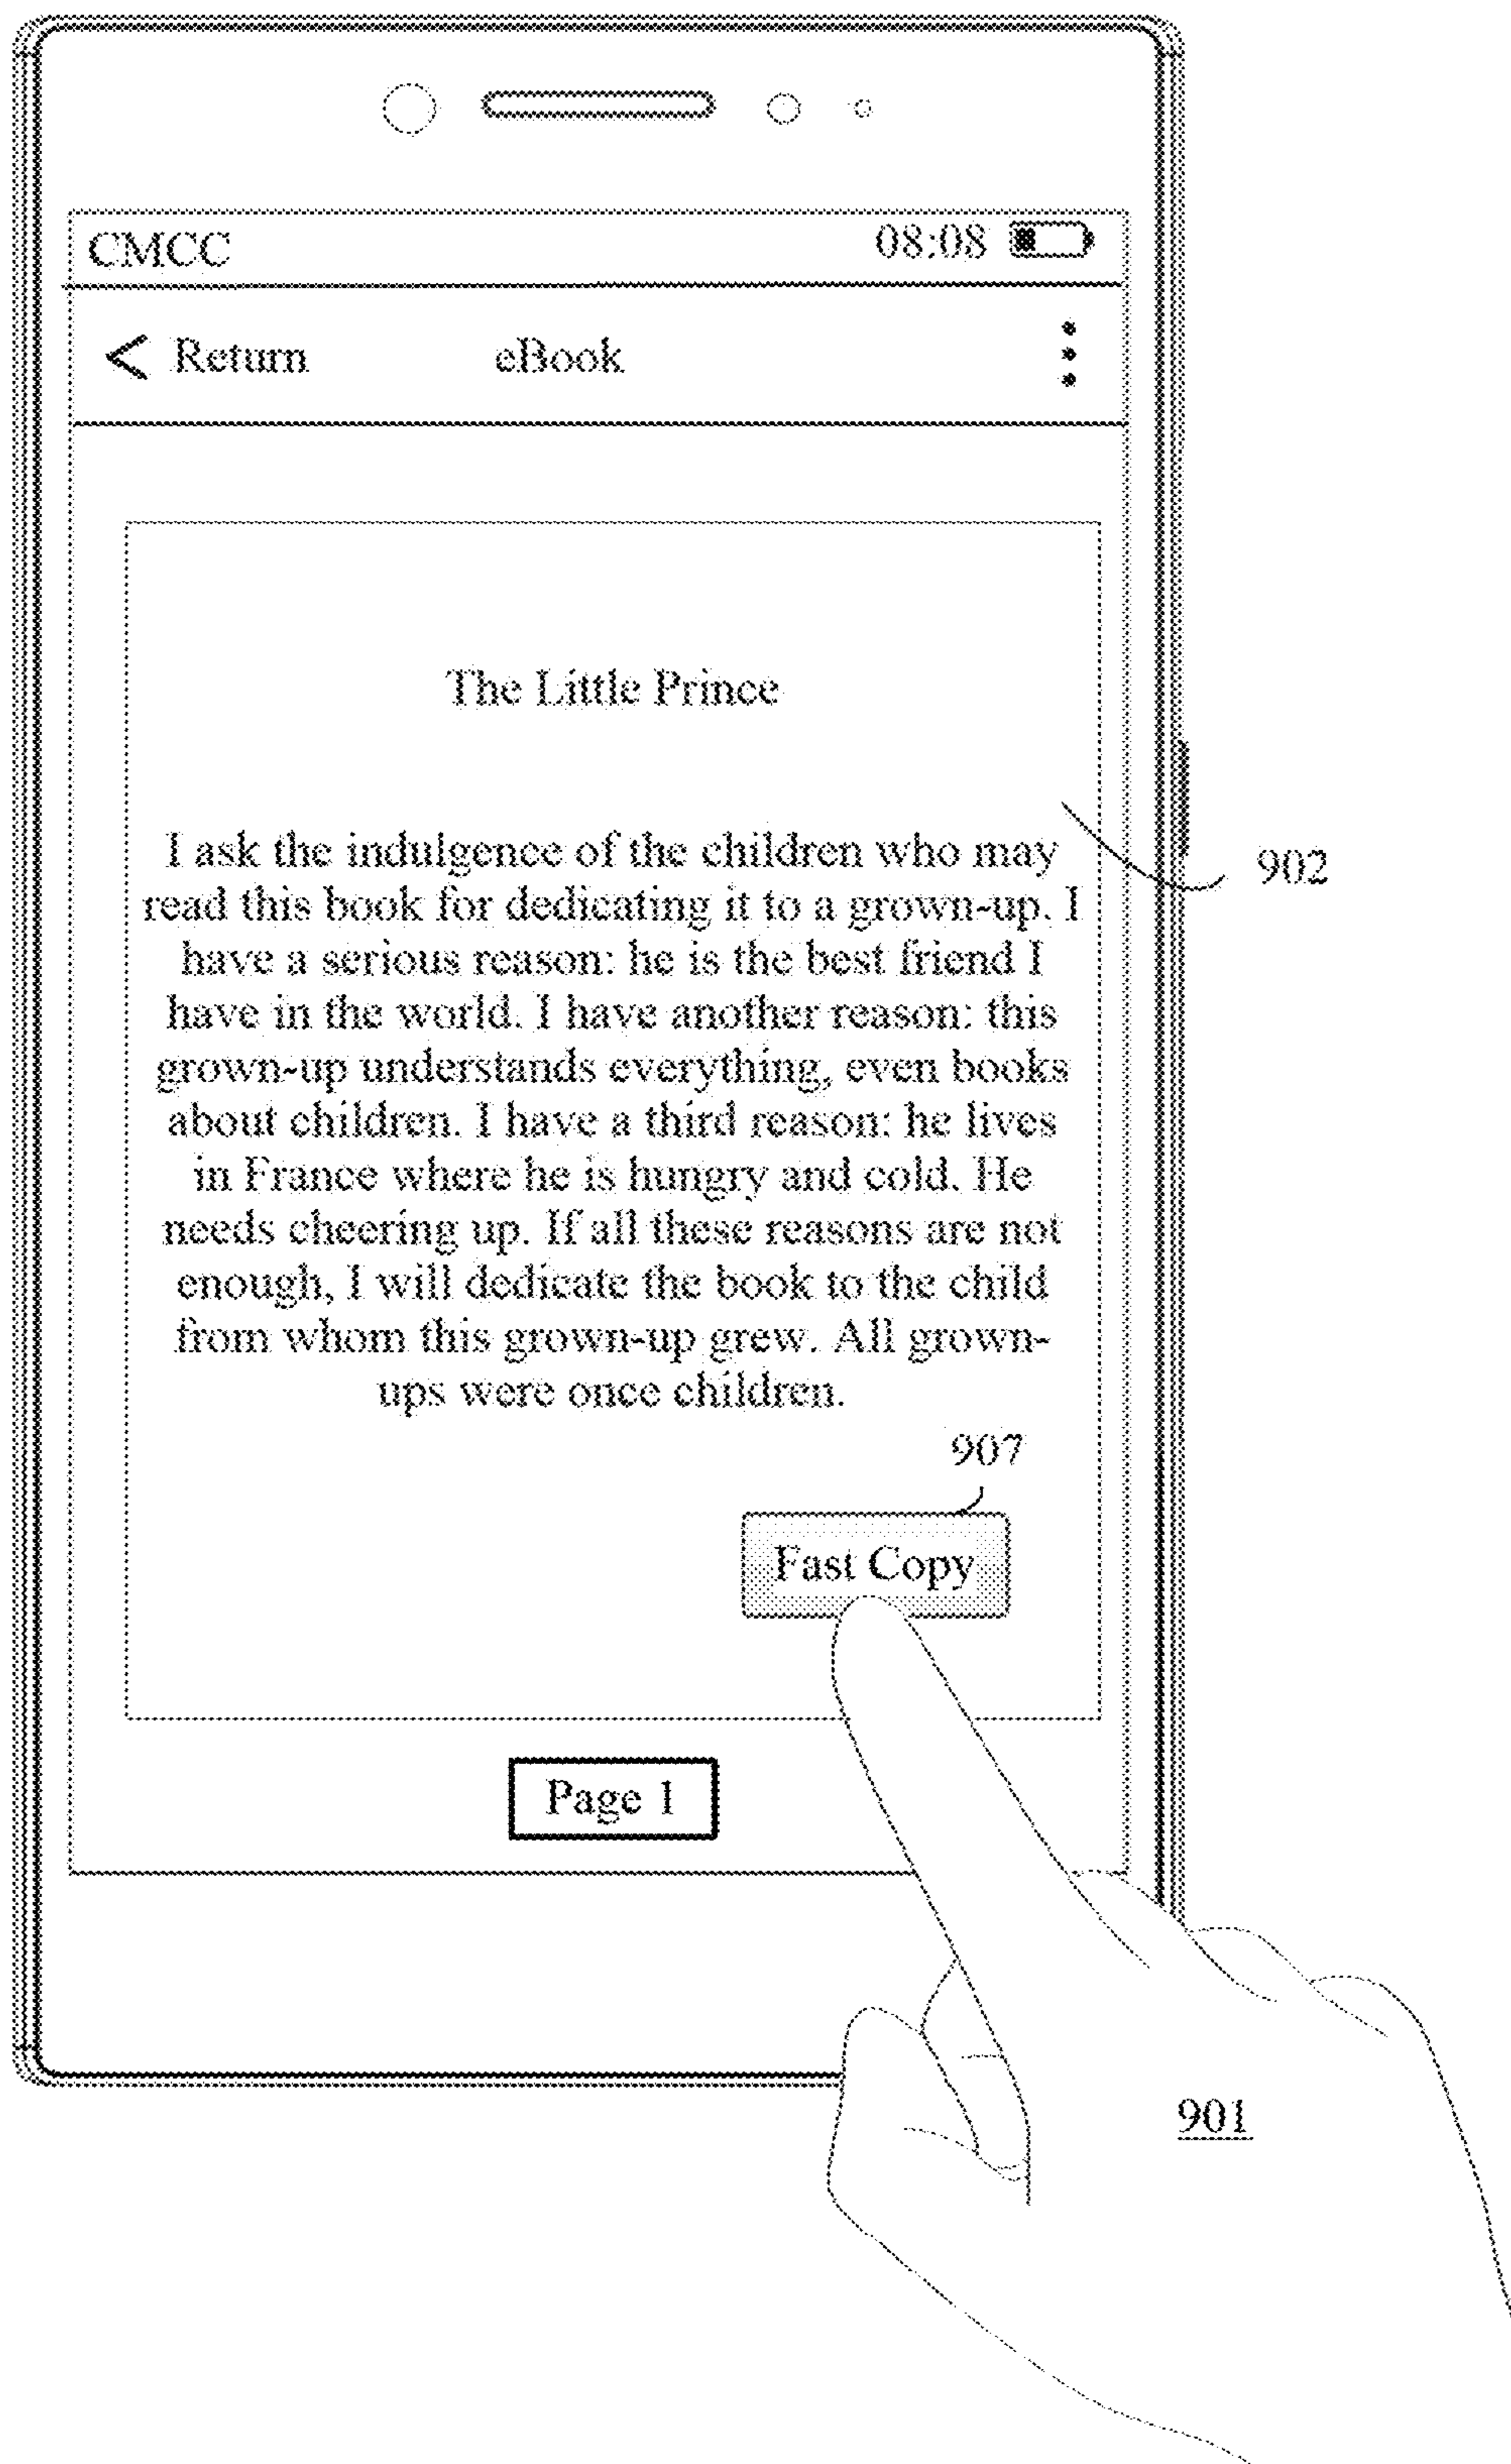 CMCC 08:08
< Return eBook
The Little Prince
I ask the indulgence of the children who may
read this book for dedicating it to a grown-up. I
have a serious reason: he is the best friend I
have in the world. I have another reason: this
grown-up understands everything, even books
about children. I have a third reason: he lives
in France where he is hungry and cold. He
needs cheering up. If all these reasons are not
enough, I will dedicate the book to the child
from whom this grown-up grew. All grown-
ups were once children.
902
907
Fast Copy
Page 1
901